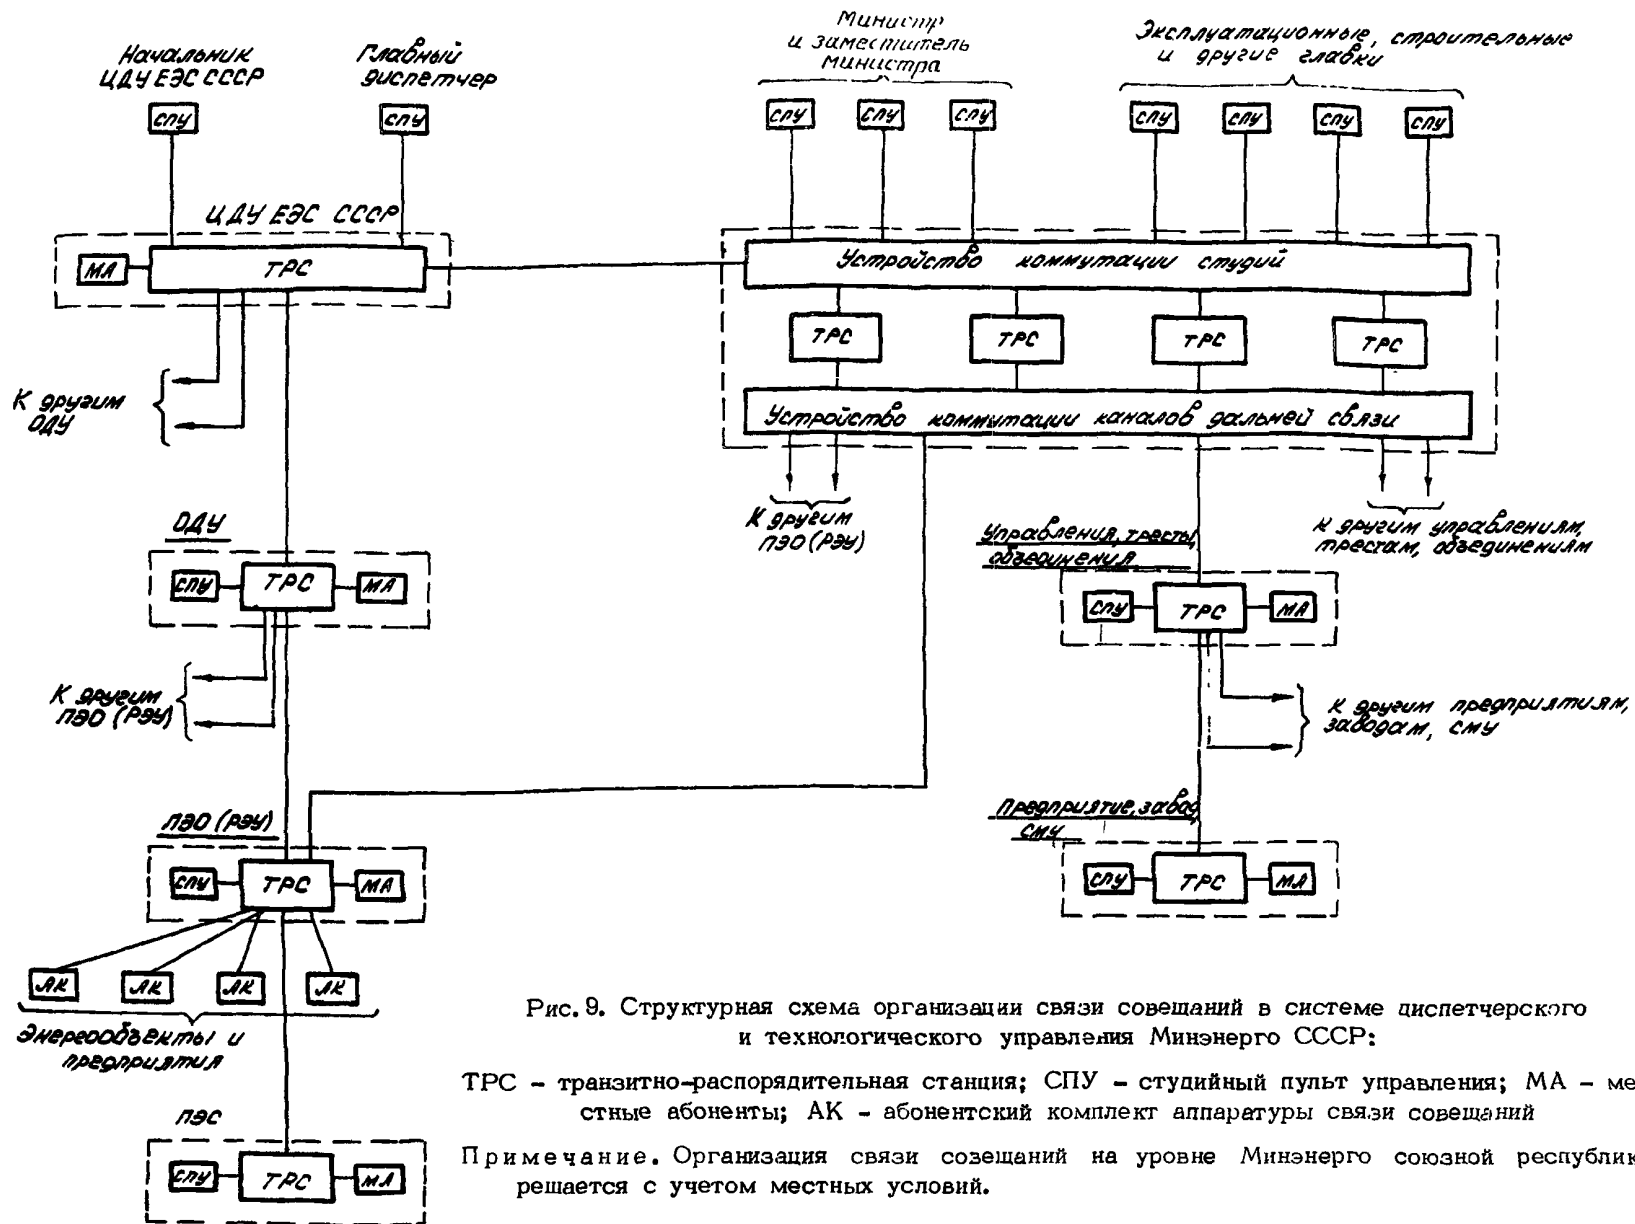 Министр
и заместитель
министра
Эксплуатационные, строительные
и другие главки
Начальник
ЦДУ ЕЭС СССР
Главный
диспетчер
СПУ
СПУ
СПУ
СПУ
СПУ
СПУ
СПУ
СПУ
СПУ
ЦДУ ЕЭС СССР
МА
ТРС
Устройство коммутации студий
ТРС
ТРС
ТРС
ТРС
К другим
ОДУ
Устройство коммутации каналов дальней связи
К другим
ПЭО (РЭУ)
К другим управлениям,
трестам, объединениям
ОДУ
СПУ
ТРС
МА
Управления, тресты,
объединения
СПУ
ТРС
МА
К другим
ПЭО (РЭУ)
К другим предприятиям,
заводам, СМУ
ПЭО (РЭУ)
СПУ
ТРС
МА
Предприятие, завод,
СМУ
СПУ
ТРС
МА
АК
АК
АК
АК
Энергообъекты и
предприятия
ПЭС
СПУ
ТРС
МА
Рис. 9. Структурная схема организации связи совещаний в системе диспетчерского
и технологического управления Минэнерго СССР:
ТРС – транзитно-распорядительная станция; СПУ – студийный пульт управления; МА – ме
стные абоненты; АК – абонентский комплект аппаратуры связи совещаний
Примечание. Организация связи совещаний на уровне Минэнерго союзной республик
решается с учетом местных условий.